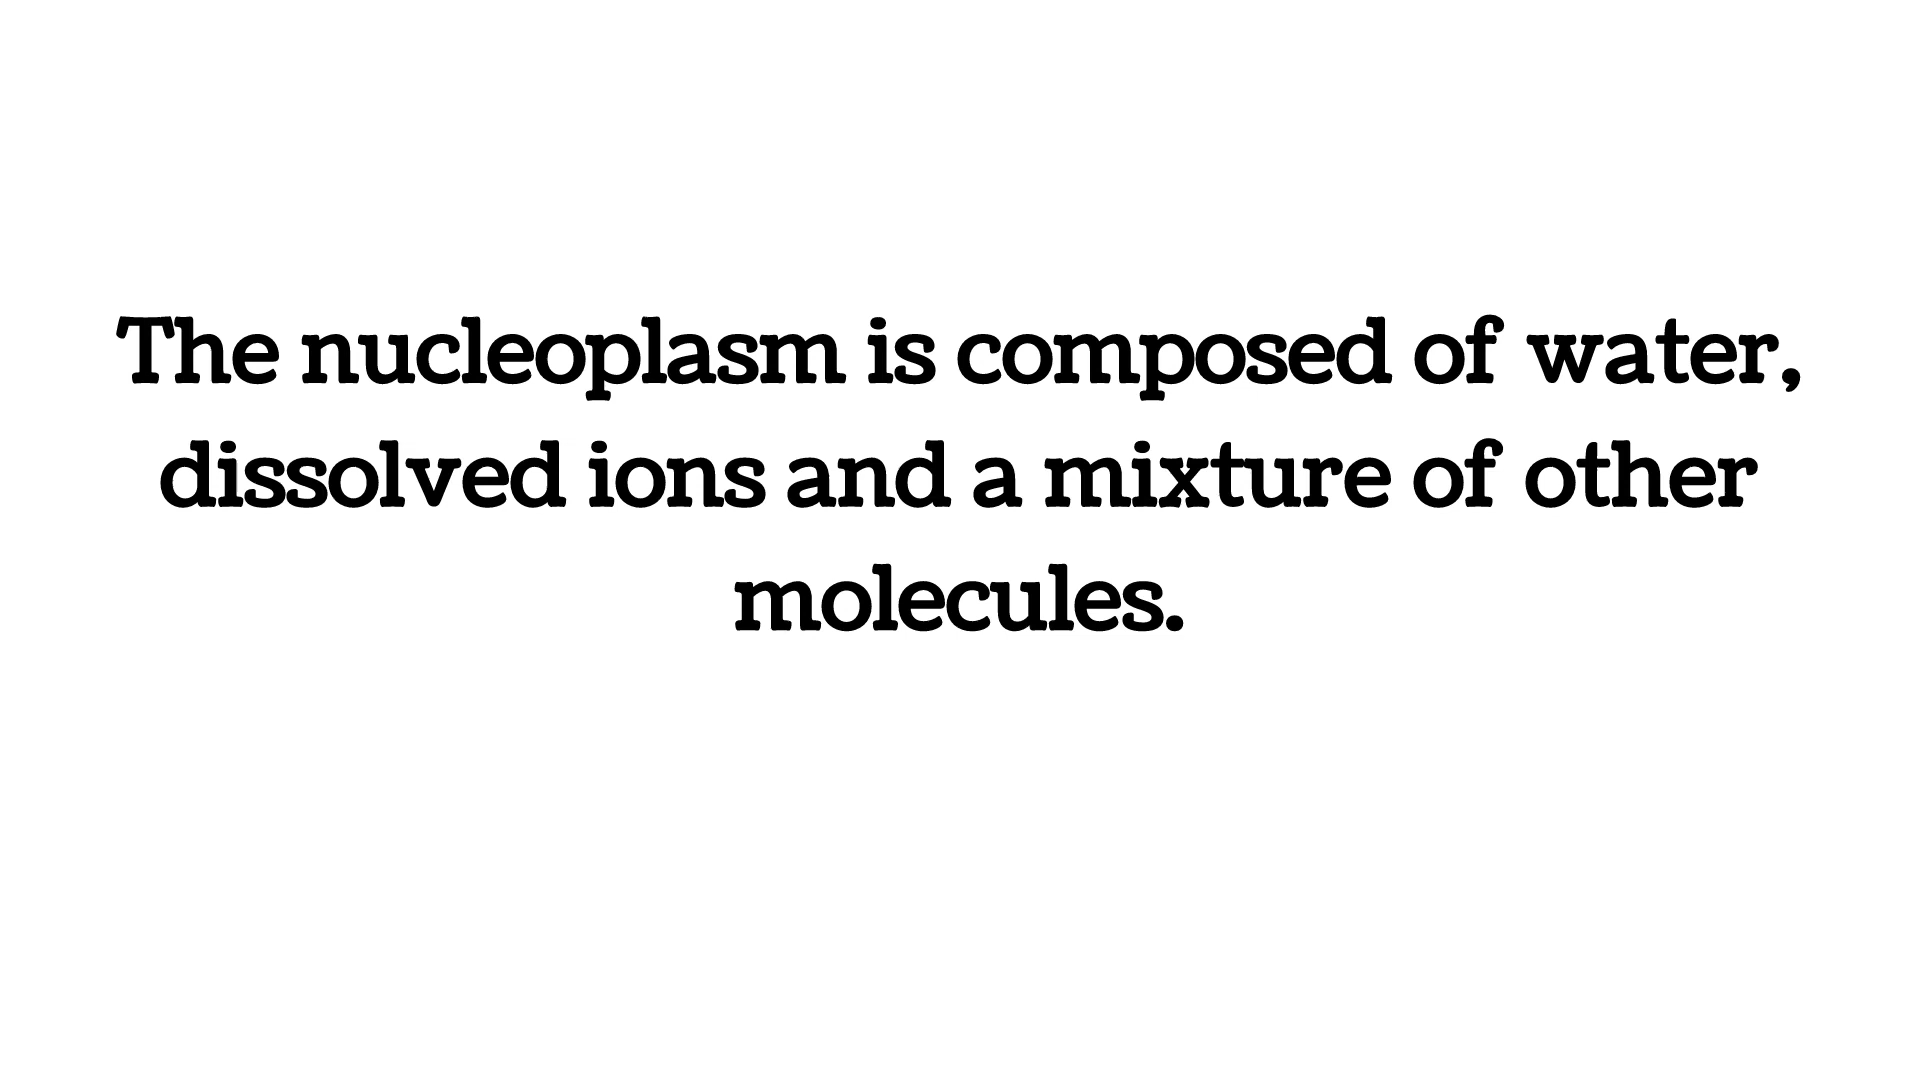 The nucleoplasm is composed of water,
dissolved ions and a mixture of other
molecules.